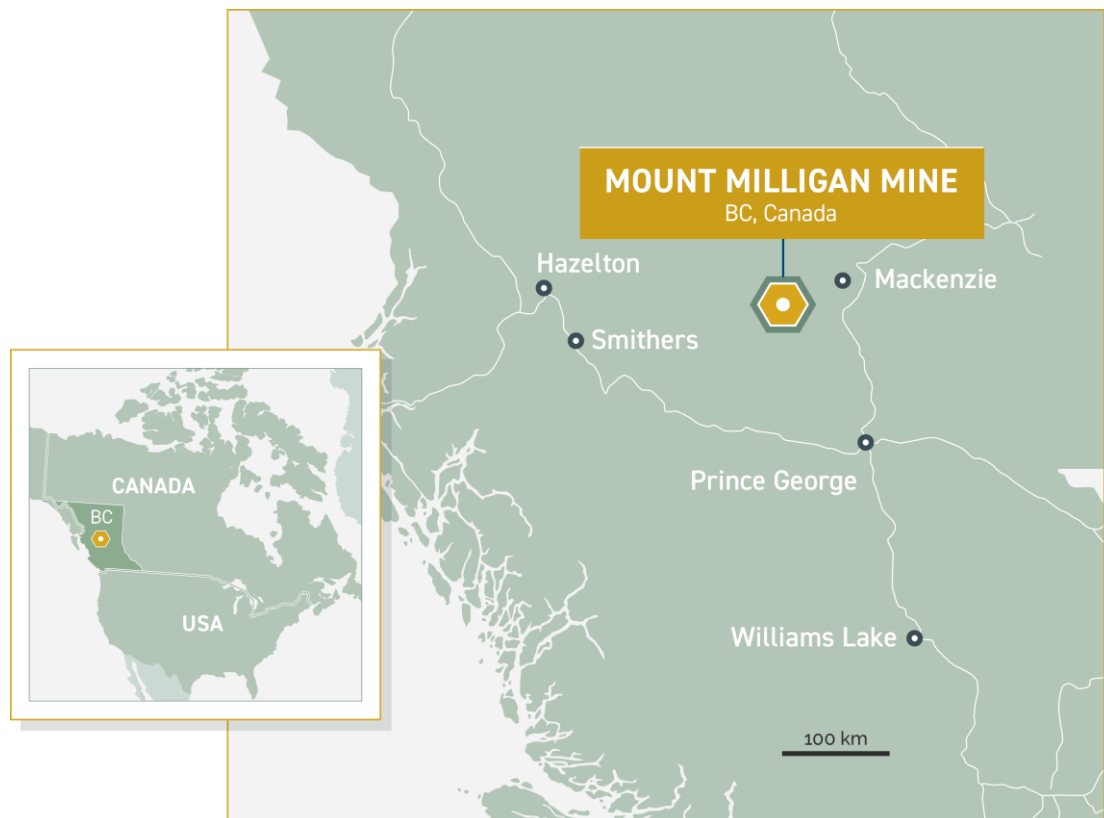 MOUNT MILLIGAN MINE
BC, Canada
Hazelton
Mackenzie
Smithers
Prince George
Williams Lake
100 km
CANADA
BC
USA